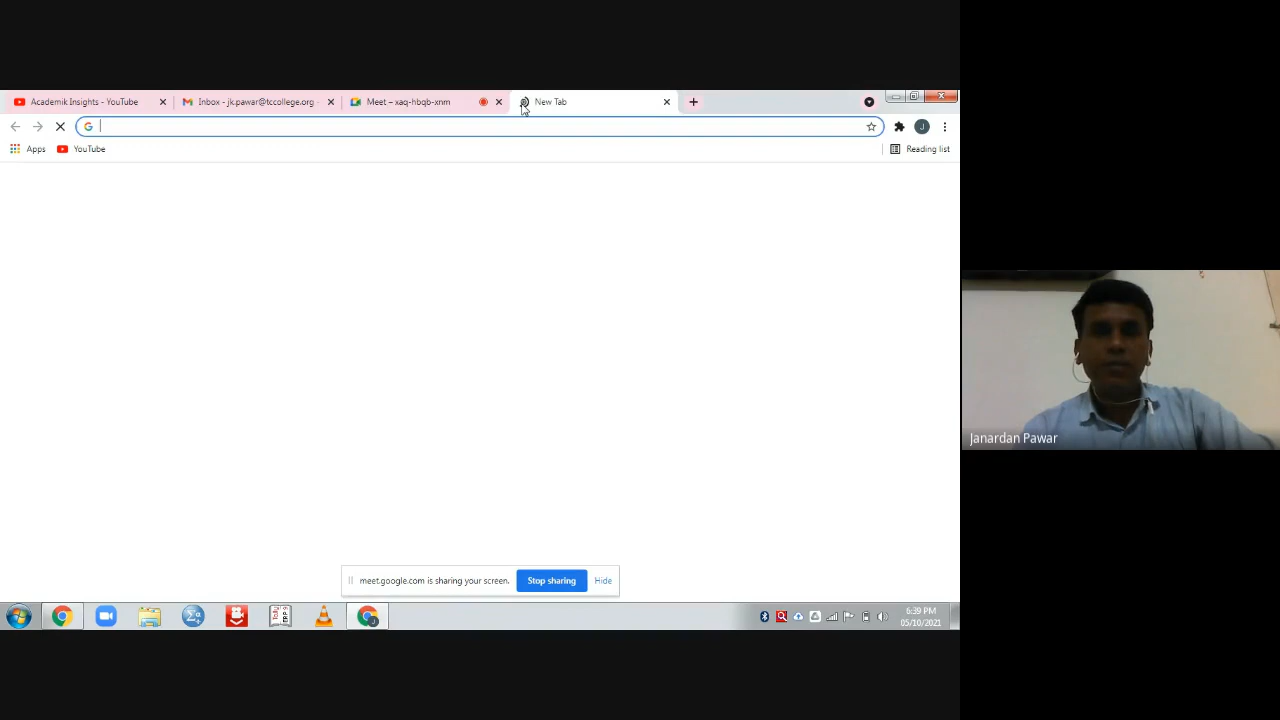 Academik Insights - YouTube
Inbox - jk.pawar@tccollege.org
Meet – xaq-hbqb-xnm
New Tab
Apps
YouTube
Reading list
J
Janardan Pawar
meet.google.com is sharing your screen.
Stop sharing
Hide
6:39 PM
05/10/2021